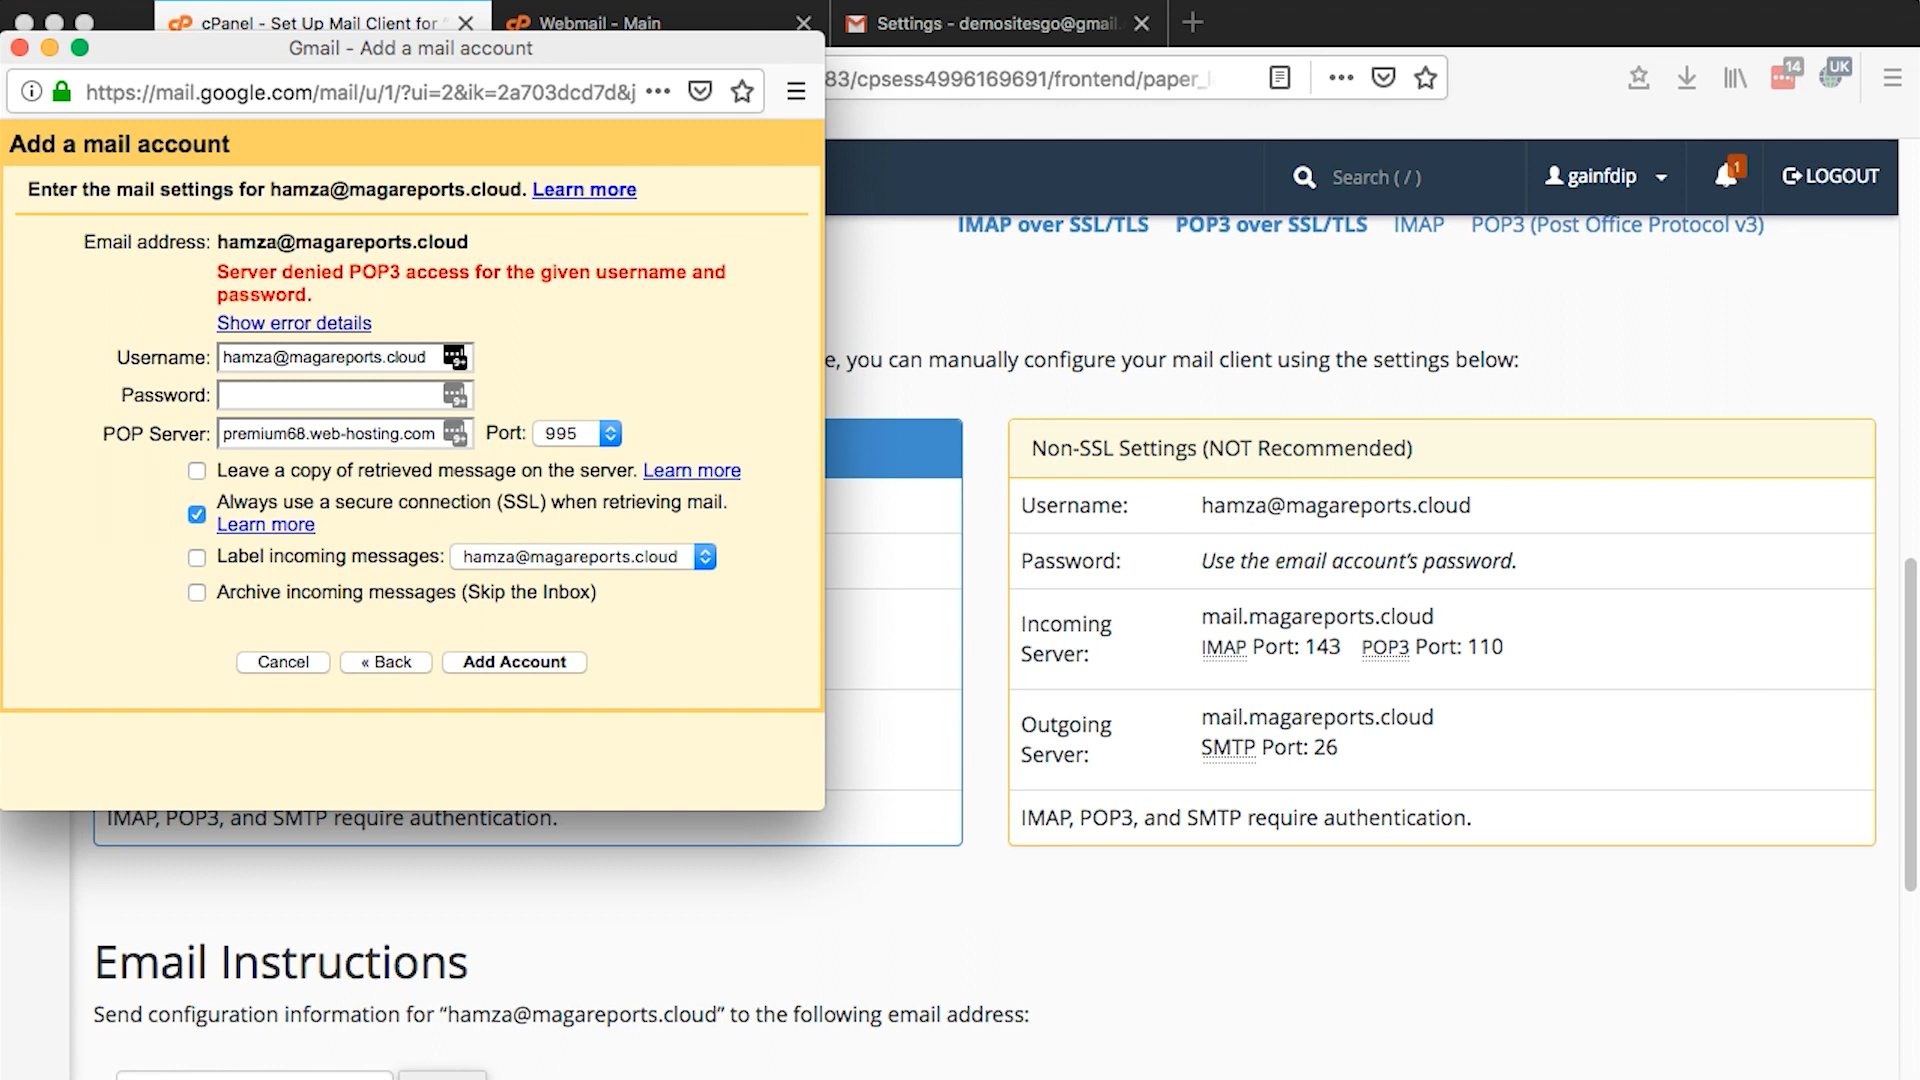 cPanel - Set Up Mail Client for
Webmail - Main
Settings - demositesgo@gmail.
Gmail - Add a mail account
https://mail.google.com/mail/u/1/?ui=2&ik=2a703dcd7d&j
83/cpsess4996169691/frontend/paper_
14
UK
Add a mail account
Enter the mail settings for hamza@magareports.cloud. Learn more
Email address: hamza@magareports.cloud
Server denied POP3 access for the given username and
password.
Show error details
Username: hamza@magareports.cloud
Password:
POP Server: premium68.web-hosting.com Port: 995
Leave a copy of retrieved message on the server. Learn more
Always use a secure connection (SSL) when retrieving mail.
Learn more
Label incoming messages: hamza@magareports.cloud
Archive incoming messages (Skip the Inbox)
Cancel « Back Add Account
Search ( / )
gainfdip
1
LOGOUT
IMAP over SSL/TLS POP3 over SSL/TLS IMAP POP3 (Post Office Protocol v3)
e, you can manually configure your mail client using the settings below:
Non-SSL Settings (NOT Recommended)
Username: hamza@magareports.cloud
Password: Use the email account's password.
Incoming
Server:
mail.magareports.cloud
IMAP Port: 143 POP3 Port: 110
Outgoing
Server:
mail.magareports.cloud
SMTP Port: 26
IMAP, POP3, and SMTP require authentication.
IMAP, POP3, and SMTP require authentication.
Email Instructions
Send configuration information for “hamza@magareports.cloud” to the following email address: